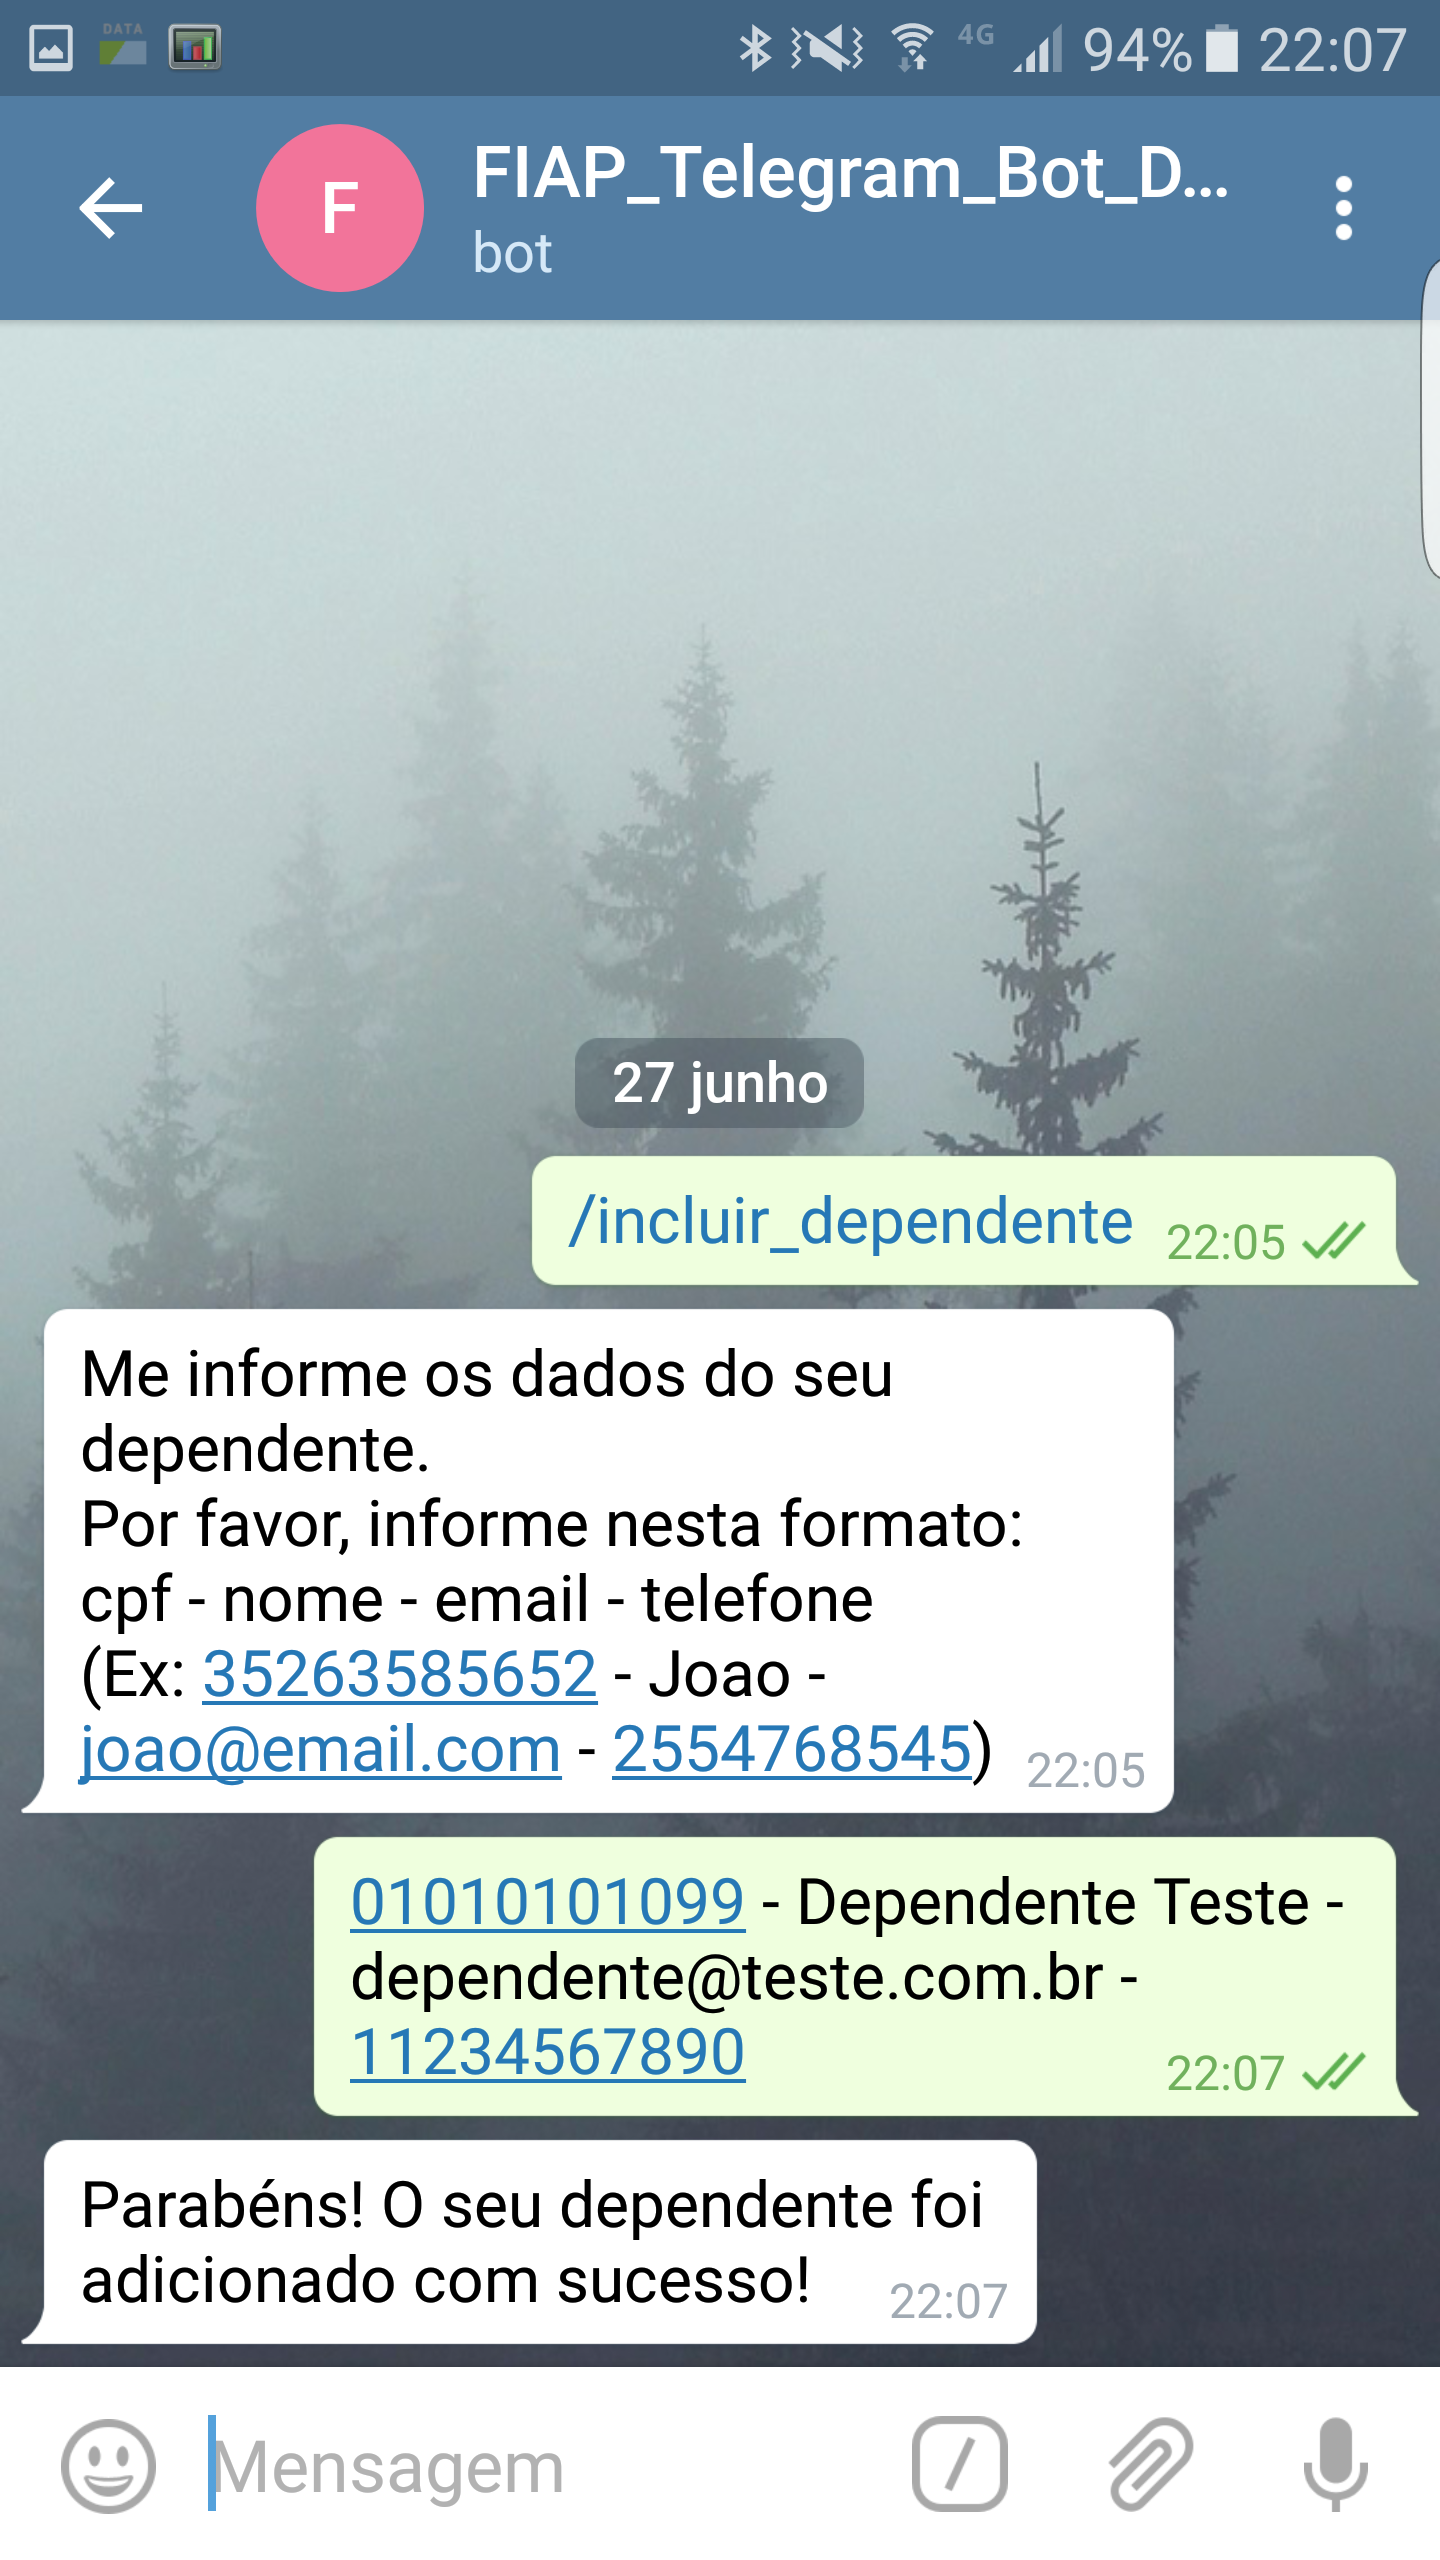 DATA
4G
94%
22:07
F
FIAP_Telegram_Bot_D...
bot
27 junho
/incluir_dependente 22:05
Me informe os dados do seu
dependente.
Por favor, informe nesta formato:
cpf - nome - email - telefone
(Ex: 35263585652 - Joao -
joao@email.com - 2554768545) 22:05
01010101099 - Dependente Teste -
dependente@teste.com.br -
11234567890 22:07
Parabéns! O seu dependente foi
adicionado com sucesso! 22:07
Mensagem